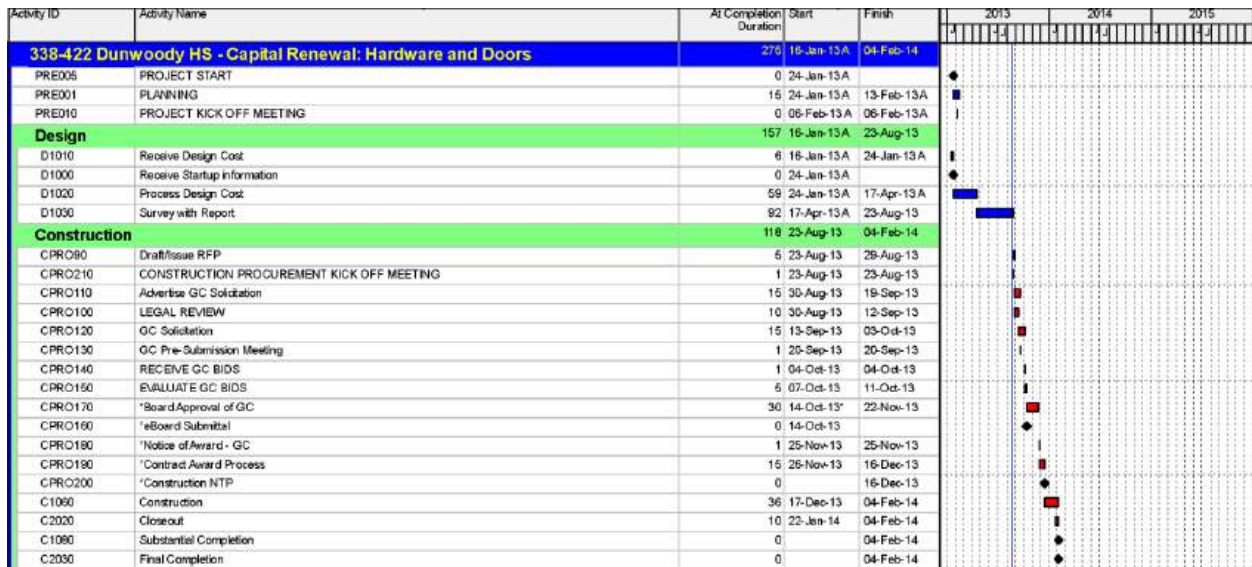 Activity ID Activity Name At Completion Start Finish 2013 2014 2015
Duration
338-422 Dunwoody HS - Capital Renewal: Hardware and Doors 275 16-Jan-13A 04-Feb-14
PRE005 PROJECT START 0 24-Jan-13A
PRE001 PLANNING 15 24-Jan-13A 13-Feb-13A
PRE010 PROJECT KICK OFF MEETING 0 06-Feb-13A 06-Feb-13A
Design 157 16-Jan-13A 23-Aug-13
D1010 Receive Design Cost 6 16-Jan-13A 24-Jan-13A
D1000 Receive Startup information 0 24-Jan-13A
D1020 Process Design Cost 59 24-Jan-13A 17-Apr-13A
D1030 Survey with Report 92 17-Apr-13A 23-Aug-13
Construction 118 23-Aug-13 04-Feb-14
CPRO90 Draft/Issue RFP 5 23-Aug-13 29-Aug-13
CPRO210 CONSTRUCTION PROCUREMENT KICK OFF MEETING 1 23-Aug-13 23-Aug-13
CPRO110 Advertise GC Solicitation 15 30-Aug-13 19-Sep-13
CPRO100 LEGAL REVIEW 10 30-Aug-13 12-Sep-13
CPRO120 GC Solicitation 15 13-Sep-13 03-Oct-13
CPRO130 GC Pre-Submission Meeting 1 20-Sep-13 20-Sep-13
CPRO140 RECEIVE GC BIDS 1 04-Oct-13 04-Oct-13
CPRO150 EVALUATE GC BIDS 5 07-Oct-13 11-Oct-13
CPRO170 *Board Approval of GC 30 14-Oct-13* 22-Nov-13
CPRO160 *eBoard Submittal 0 14-Oct-13
CPRO180 *Notice of Award - GC 1 25-Nov-13 25-Nov-13
CPRO190 *Contract Award Process 15 26-Nov-13 16-Dec-13
CPRO200 *Construction NTP 0 16-Dec-13
C1060 Construction 36 17-Dec-13 04-Feb-14
C2020 Closeout 10 22-Jan-14 04-Feb-14
C1080 Substantial Completion 0 04-Feb-14
C2030 Final Completion 0 04-Feb-14